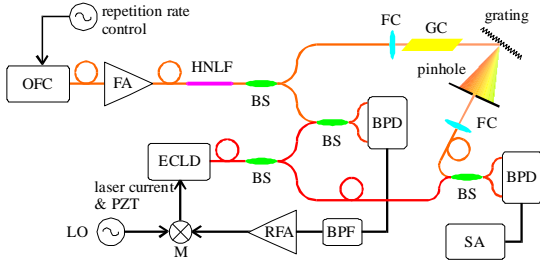 repetition rate
control
FC
GC
grating
OFC
FA
HNLF
BS
pinhole
FC
BS
BPD
ECLD
BS
BS
BPD
laser current
& PZT
LO
M
RFA
BPF
SA